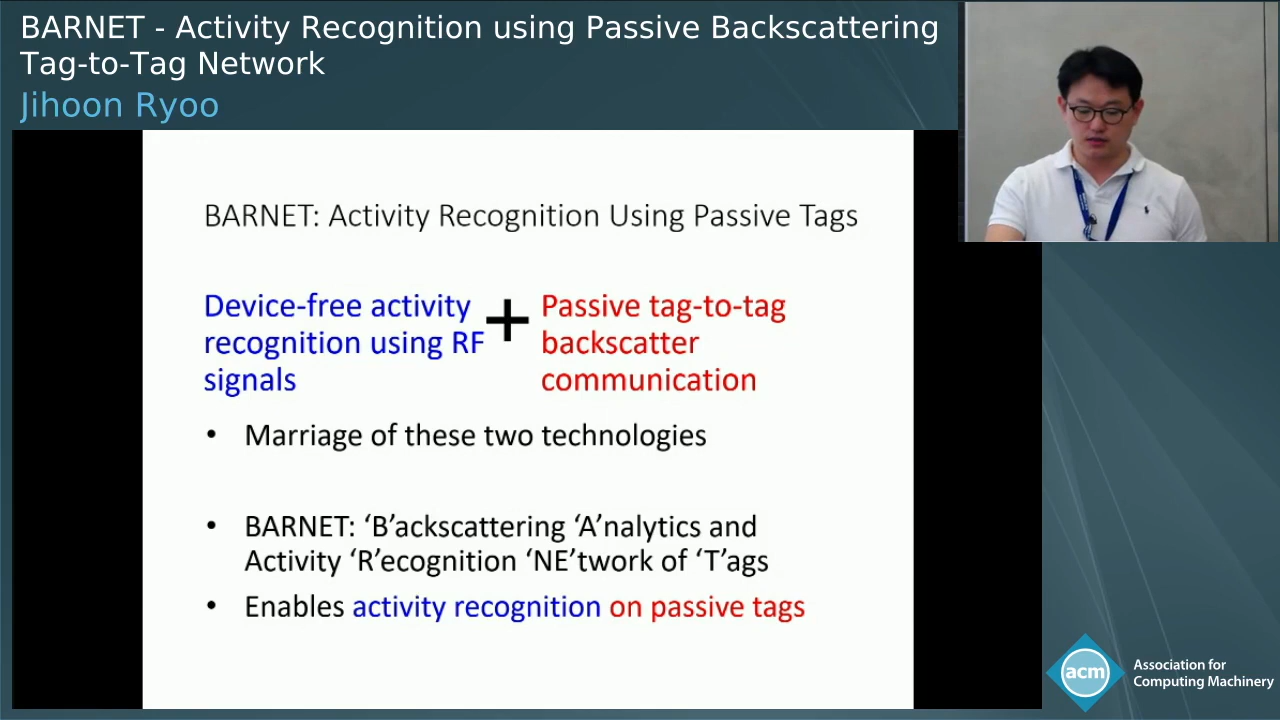 BARNET - Activity Recognition using Passive Backscattering
Tag-to-Tag Network
Jihoon Ryoo
BARNET: Activity Recognition Using Passive Tags
Device-free activity
recognition using RF
signals
+
Passive tag-to-tag
backscatter
communication
• Marriage of these two technologies
• BARNET: ‘B’ackscattering ‘A’nalytics and
Activity ‘R’ecognition ‘NE’twork of ‘T’ags
• Enables activity recognition on passive tags
acm
Association for
Computing Machinery